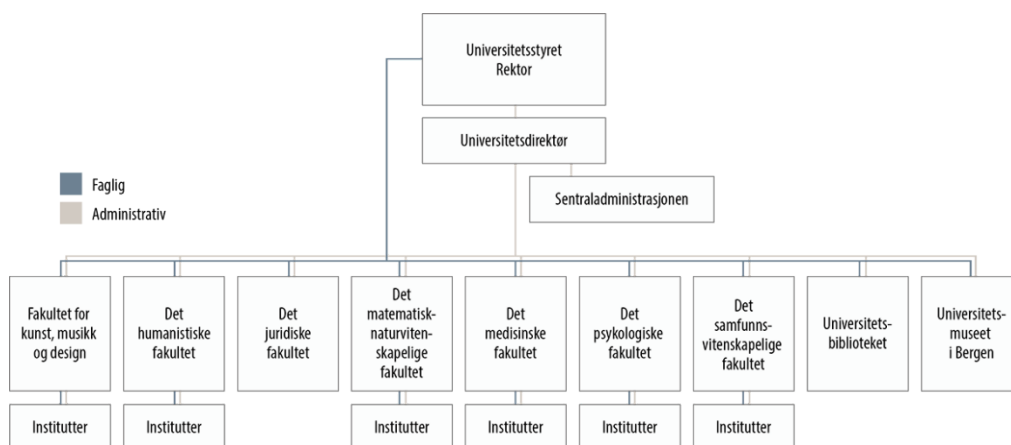 Universitetsstyret
Rektor
Universitetsdirektør
Sentraladministrasjonen
Faglig
Administrativ
Fakultet for
kunst, musikk
og design
Det
humanistiske
fakultet
Det
juridiske
fakultet
Det
matematisk-
naturviten-
skapelige
fakultet
Det
medisinske
fakultet
Det
psykologiske
fakultet
Det
samfunns-
vitenskapelige
fakultet
Universitets-
biblioteket
Universitets-
museet
i Bergen
Institutter
Institutter
Institutter
Institutter
Institutter
Institutter